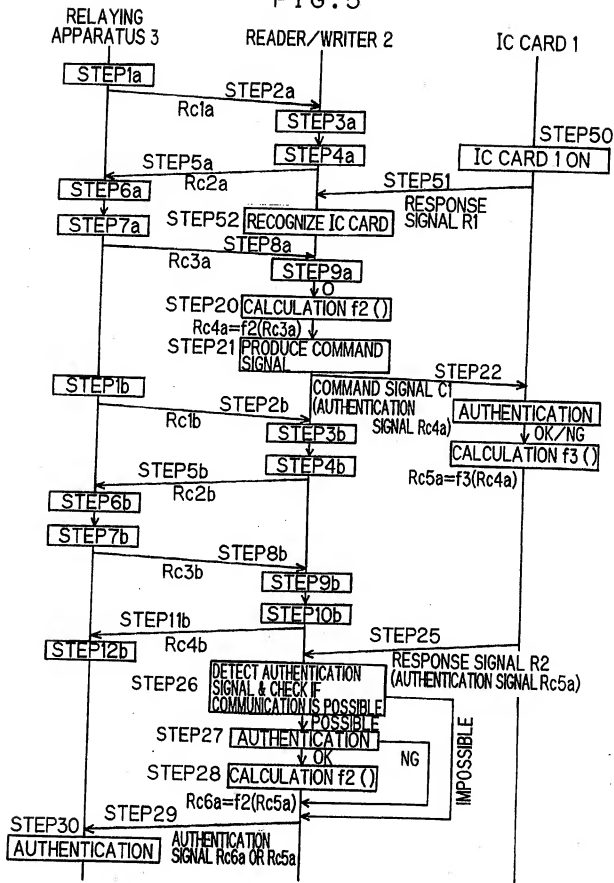 FIG.5
RELAYING
APPARATUS 3
READER/WRITER 2
IC CARD 1
STEP1a
STEP2a
Rc1a
STEP3a
STEP50
STEP4a
IC CARD 1 ON
STEP5a
Rc2a
STEP51
STEP6a
RESPONSE
SIGNAL R1
STEP52
RECOGNIZE IC CARD
STEP7a
STEP8a
Rc3a
STEP9a
O
STEP20
CALCULATION f2 ()
Rc4a=f2(Rc3a)
STEP21
PRODUCE COMMAND
SIGNAL
STEP22
STEP1b
COMMAND SIGNAL C1
(AUTHENTICATION
SIGNAL Rc4a)
STEP2b
Rc1b
AUTHENTICATION
STEP3b
OK/NG
STEP4b
CALCULATION f3 ()
STEP5b
Rc2b
Rc5a=f3(Rc4a)
STEP6b
STEP7b
STEP8b
Rc3b
STEP9b
STEP10b
STEP11b
Rc4b
STEP25
STEP12b
RESPONSE SIGNAL R2
(AUTHENTICATION SIGNAL Rc5a)
STEP26
DETECT AUTHENTICATION
SIGNAL & CHECK IF
COMMUNICATION IS POSSIBLE
POSSIBLE
IMPOSSIBLE
STEP27
AUTHENTICATION
OK
NG
STEP28
CALCULATION f2 ()
Rc6a=f2(Rc5a)
STEP29
STEP30
AUTHENTICATION
AUTHENTICATION
SIGNAL Rc6a OR Rc5a